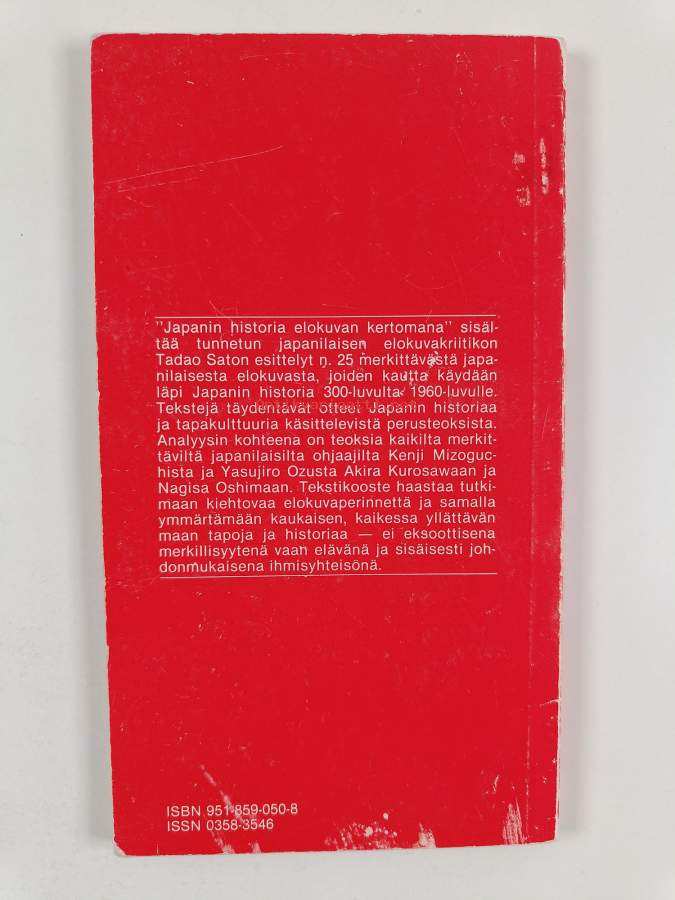 "Japanin historia elokuvan kertomana" sisäl-
tää tunnetun japanilaisen elokuvakriitikon
Tadao Saton esittelyt n. 25 merkittävästä japa-
nilaisesta elokuvasta, joiden kautta käydään
läpi Japanin historia 300-luvulta 1960-luvulle.
Tekstejä täydentävät otteet Japanin historiaa
ja tapakulttuuria käsittelevistä perusteoksista.
Analyysin kohteena on teoksia kaikilta merkit-
täviltä japanilaisilta ohjaajilta Kenji Mizoguc-
hista ja Yasujiro Ozusta Akira Kurosawaan ja
Nagisa Oshimaan. Tekstikooste haastaa tutki-
maan kiehtovaa elokuvaperinnettä ja samalla
ymmärtämään kaukaisen, kaikessa yllättävän
maan tapoja ja historiaa — ei eksoottisena
merkillisyytenä vaan elävänä ja sisäisesti joh-
donmukaisena ihmisyhteisönä.
ISBN 951-859-050-8
ISSN 0358-3546